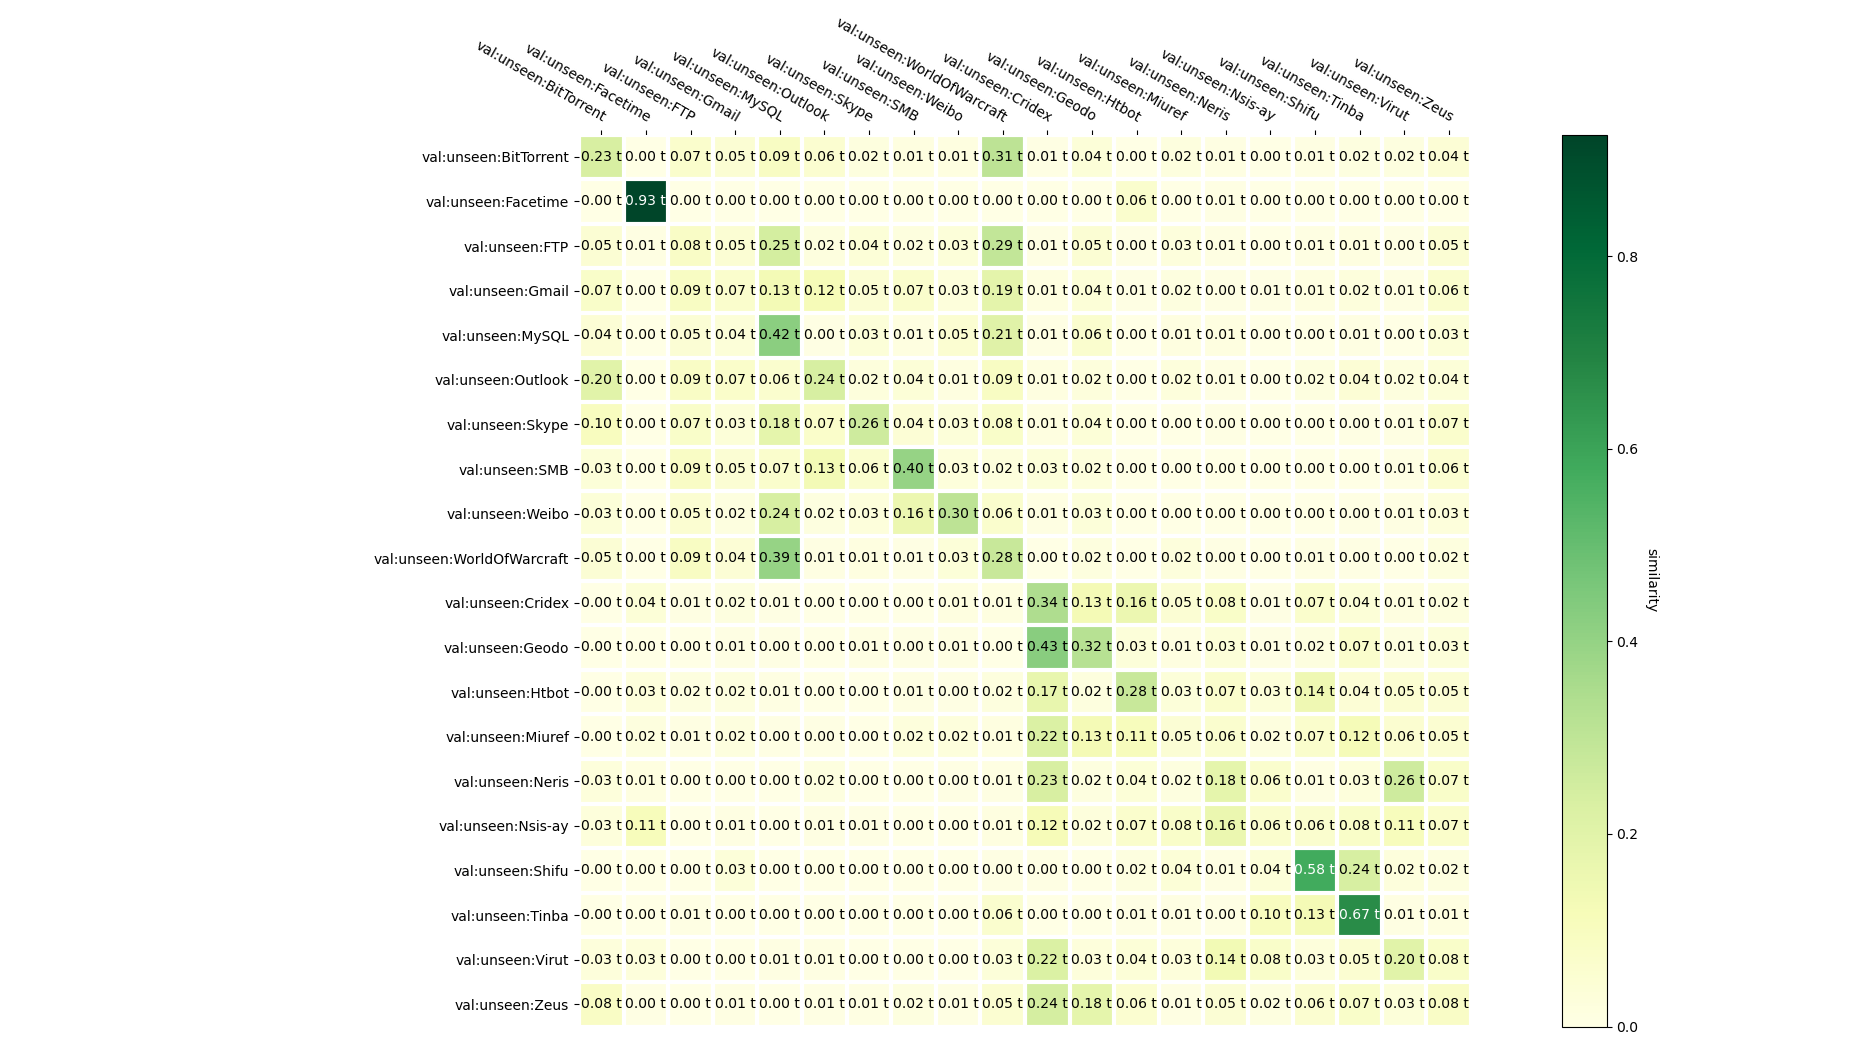 val:unseen:BitTorrent val:unseen:Facetime val:unseen:FTP val:unseen:Gmail val:unseen:MySQL val:unseen:Outlook val:unseen:Skype val:unseen:SMB val:unseen:Weibo val:unseen:WorldOfWarcraft val:unseen:Cridex val:unseen:Geodo val:unseen:Htbot val:unseen:Miuref val:unseen:Neris val:unseen:Nsis-ay val:unseen:Shifu val:unseen:Tinba val:unseen:Virut val:unseen:Zeus
val:unseen:BitTorrent 0.23 t 0.00 t 0.07 t 0.05 t 0.09 t 0.06 t 0.02 t 0.01 t 0.01 t 0.31 t 0.01 t 0.04 t 0.00 t 0.02 t 0.01 t 0.00 t 0.01 t 0.02 t 0.02 t 0.04 t
val:unseen:Facetime 0.00 t 0.93 t 0.00 t 0.00 t 0.00 t 0.00 t 0.00 t 0.00 t 0.00 t 0.00 t 0.00 t 0.00 t 0.06 t 0.00 t 0.01 t 0.00 t 0.00 t 0.00 t 0.00 t 0.00 t
val:unseen:FTP 0.05 t 0.01 t 0.08 t 0.05 t 0.25 t 0.02 t 0.04 t 0.02 t 0.03 t 0.29 t 0.01 t 0.05 t 0.00 t 0.03 t 0.01 t 0.00 t 0.01 t 0.01 t 0.00 t 0.05 t
val:unseen:Gmail 0.07 t 0.00 t 0.09 t 0.07 t 0.13 t 0.12 t 0.05 t 0.07 t 0.03 t 0.19 t 0.01 t 0.04 t 0.01 t 0.02 t 0.00 t 0.01 t 0.01 t 0.02 t 0.01 t 0.06 t
val:unseen:MySQL 0.04 t 0.00 t 0.05 t 0.04 t 0.42 t 0.00 t 0.03 t 0.01 t 0.05 t 0.21 t 0.01 t 0.06 t 0.00 t 0.01 t 0.01 t 0.00 t 0.00 t 0.01 t 0.00 t 0.03 t
val:unseen:Outlook 0.20 t 0.00 t 0.09 t 0.07 t 0.06 t 0.24 t 0.02 t 0.04 t 0.01 t 0.09 t 0.01 t 0.02 t 0.00 t 0.02 t 0.01 t 0.00 t 0.02 t 0.04 t 0.02 t 0.04 t
val:unseen:Skype 0.10 t 0.00 t 0.07 t 0.03 t 0.18 t 0.07 t 0.26 t 0.04 t 0.03 t 0.08 t 0.01 t 0.04 t 0.00 t 0.00 t 0.00 t 0.00 t 0.00 t 0.00 t 0.01 t 0.07 t
val:unseen:SMB 0.03 t 0.00 t 0.09 t 0.05 t 0.07 t 0.13 t 0.06 t 0.40 t 0.03 t 0.02 t 0.03 t 0.02 t 0.00 t 0.00 t 0.00 t 0.00 t 0.00 t 0.00 t 0.01 t 0.06 t
val:unseen:Weibo 0.03 t 0.00 t 0.05 t 0.02 t 0.24 t 0.02 t 0.03 t 0.16 t 0.30 t 0.06 t 0.01 t 0.03 t 0.00 t 0.00 t 0.00 t 0.00 t 0.00 t 0.00 t 0.01 t 0.03 t
val:unseen:WorldOfWarcraft 0.05 t 0.00 t 0.09 t 0.04 t 0.39 t 0.01 t 0.01 t 0.01 t 0.03 t 0.28 t 0.00 t 0.02 t 0.00 t 0.02 t 0.00 t 0.00 t 0.01 t 0.00 t 0.00 t 0.02 t
val:unseen:Cridex 0.00 t 0.04 t 0.01 t 0.02 t 0.01 t 0.00 t 0.00 t 0.00 t 0.01 t 0.01 t 0.34 t 0.13 t 0.16 t 0.05 t 0.08 t 0.01 t 0.07 t 0.04 t 0.01 t 0.02 t
val:unseen:Geodo 0.00 t 0.00 t 0.00 t 0.01 t 0.00 t 0.00 t 0.01 t 0.00 t 0.01 t 0.00 t 0.43 t 0.32 t 0.03 t 0.01 t 0.03 t 0.01 t 0.02 t 0.07 t 0.01 t 0.03 t
val:unseen:Htbot 0.00 t 0.03 t 0.02 t 0.02 t 0.01 t 0.00 t 0.00 t 0.01 t 0.00 t 0.02 t 0.17 t 0.02 t 0.28 t 0.03 t 0.07 t 0.03 t 0.14 t 0.04 t 0.05 t 0.05 t
val:unseen:Miuref 0.00 t 0.02 t 0.01 t 0.02 t 0.00 t 0.00 t 0.00 t 0.02 t 0.02 t 0.01 t 0.22 t 0.13 t 0.11 t 0.05 t 0.06 t 0.02 t 0.07 t 0.12 t 0.06 t 0.05 t
val:unseen:Neris 0.03 t 0.01 t 0.00 t 0.00 t 0.00 t 0.02 t 0.00 t 0.00 t 0.00 t 0.01 t 0.23 t 0.02 t 0.04 t 0.02 t 0.18 t 0.06 t 0.01 t 0.03 t 0.26 t 0.07 t
val:unseen:Nsis-ay 0.03 t 0.11 t 0.00 t 0.01 t 0.00 t 0.01 t 0.01 t 0.00 t 0.00 t 0.01 t 0.12 t 0.02 t 0.07 t 0.08 t 0.16 t 0.06 t 0.06 t 0.08 t 0.11 t 0.07 t
val:unseen:Shifu 0.00 t 0.00 t 0.00 t 0.03 t 0.00 t 0.00 t 0.00 t 0.00 t 0.00 t 0.00 t 0.00 t 0.00 t 0.02 t 0.04 t 0.01 t 0.04 t 0.58 t 0.24 t 0.02 t 0.02 t
val:unseen:Tinba 0.00 t 0.00 t 0.01 t 0.00 t 0.00 t 0.00 t 0.00 t 0.00 t 0.00 t 0.06 t 0.00 t 0.00 t 0.01 t 0.01 t 0.00 t 0.10 t 0.13 t 0.67 t 0.01 t 0.01 t
val:unseen:Virut 0.03 t 0.03 t 0.00 t 0.00 t 0.01 t 0.01 t 0.00 t 0.00 t 0.00 t 0.03 t 0.22 t 0.03 t 0.04 t 0.03 t 0.14 t 0.08 t 0.03 t 0.05 t 0.20 t 0.08 t
val:unseen:Zeus 0.08 t 0.00 t 0.00 t 0.01 t 0.00 t 0.01 t 0.01 t 0.02 t 0.01 t 0.05 t 0.24 t 0.18 t 0.06 t 0.01 t 0.05 t 0.02 t 0.06 t 0.07 t 0.03 t 0.08 t
0.8
0.6
0.4
0.2
0.0
similarity